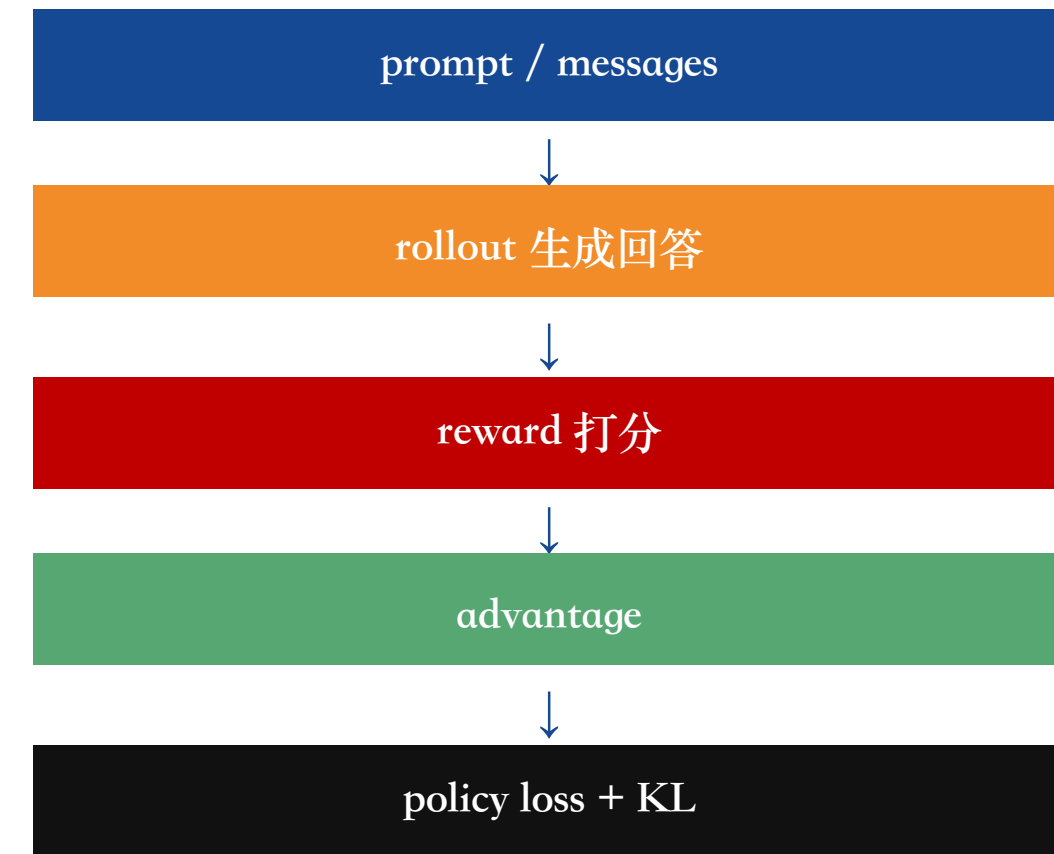 prompt / messages
rollout 生成回答
reward 打分
advantage
policy loss + KL